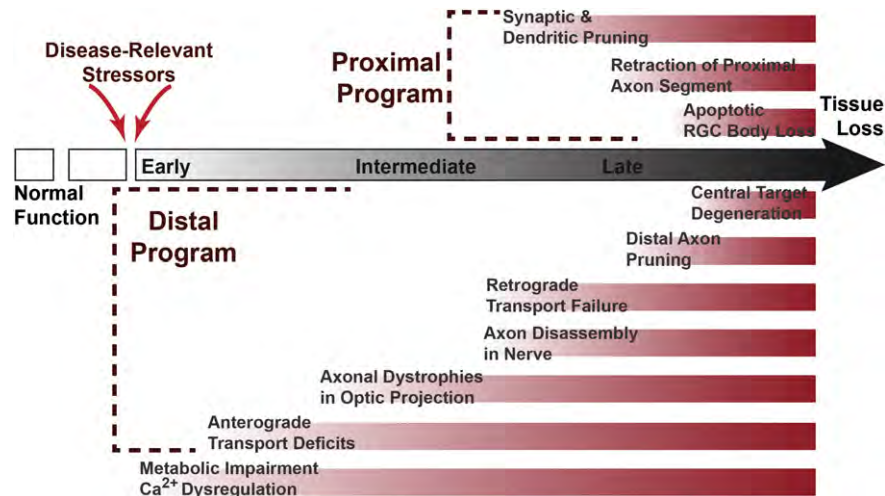 Synaptic &
Dendritic Pruning
Disease-Relevant
Stressors
Proximal
Program
Retraction of Proximal
Axon Segment
Apoptotic
RGC Body Loss
Tissue
Loss
Early
Intermediate
Late
Normal
Function
Distal
Program
Central Target
Degeneration
Distal Axon
Pruning
Retrograde
Transport Failure
Axon Disassembly
in Nerve
Axonal Dystrophies
in Optic Projection
Anterograde
Transport Deficits
Metabolic Impairment
Ca²⁺ Dysregulation